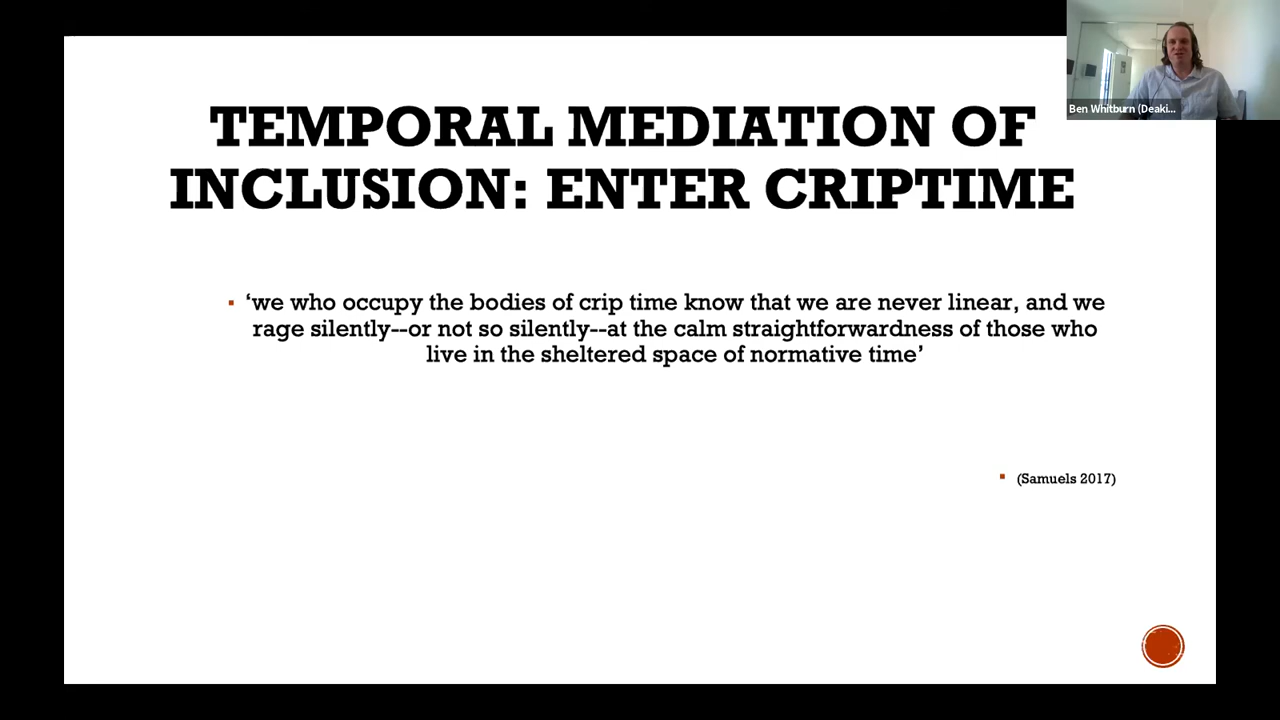 TEMPORAL MEDIATION OF
INCLUSION: ENTER CRIPTIME
▪ ‘we who occupy the bodies of crip time know that we are never linear, and we
rage silently--or not so silently--at the calm straightforwardness of those who
live in the sheltered space of normative time’
▪ (Samuels 2017)
Ben Whitburn (Deaki...